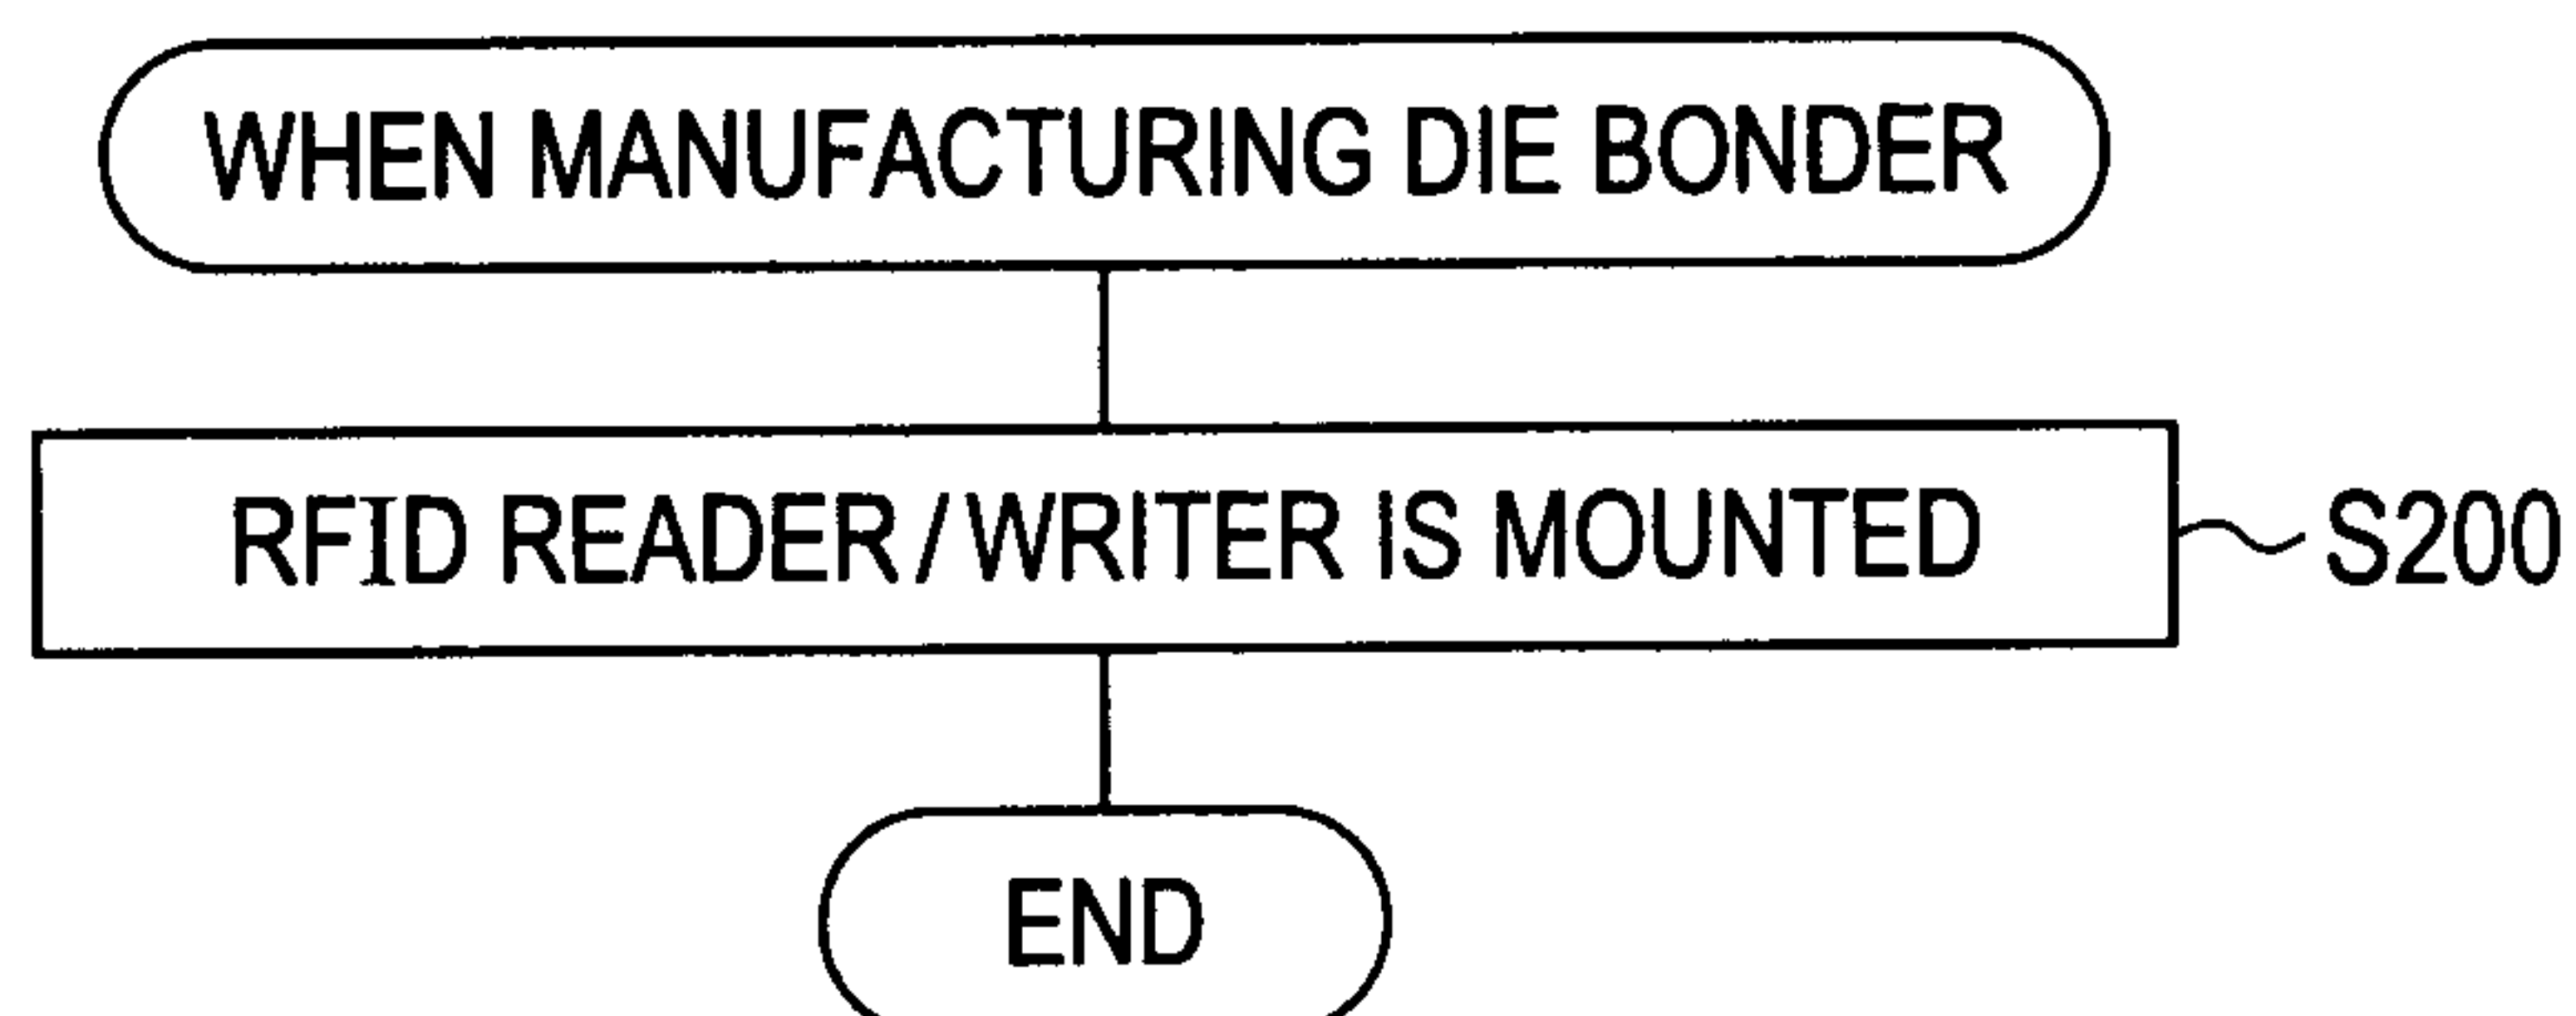 WHEN MANUFACTURING DIE BONDER
RFID READER/WRITER IS MOUNTED
S200
END